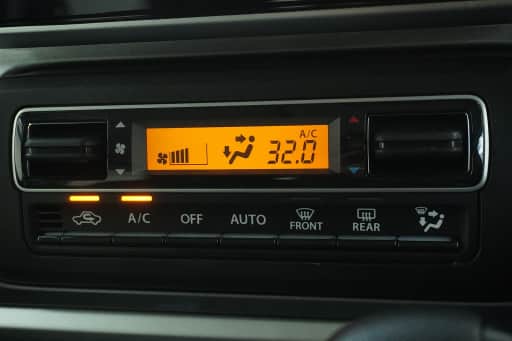 A/C
32.0
A/C OFF AUTO FRONT REAR